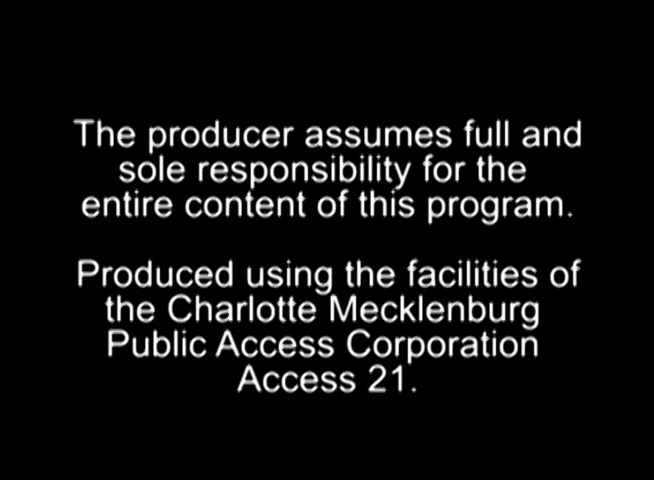 The producer assumes full and
sole responsibility for the
entire content of this program.
Produced using the facilities of
the Charlotte Mecklenburg
Public Access Corporation
Access 21.